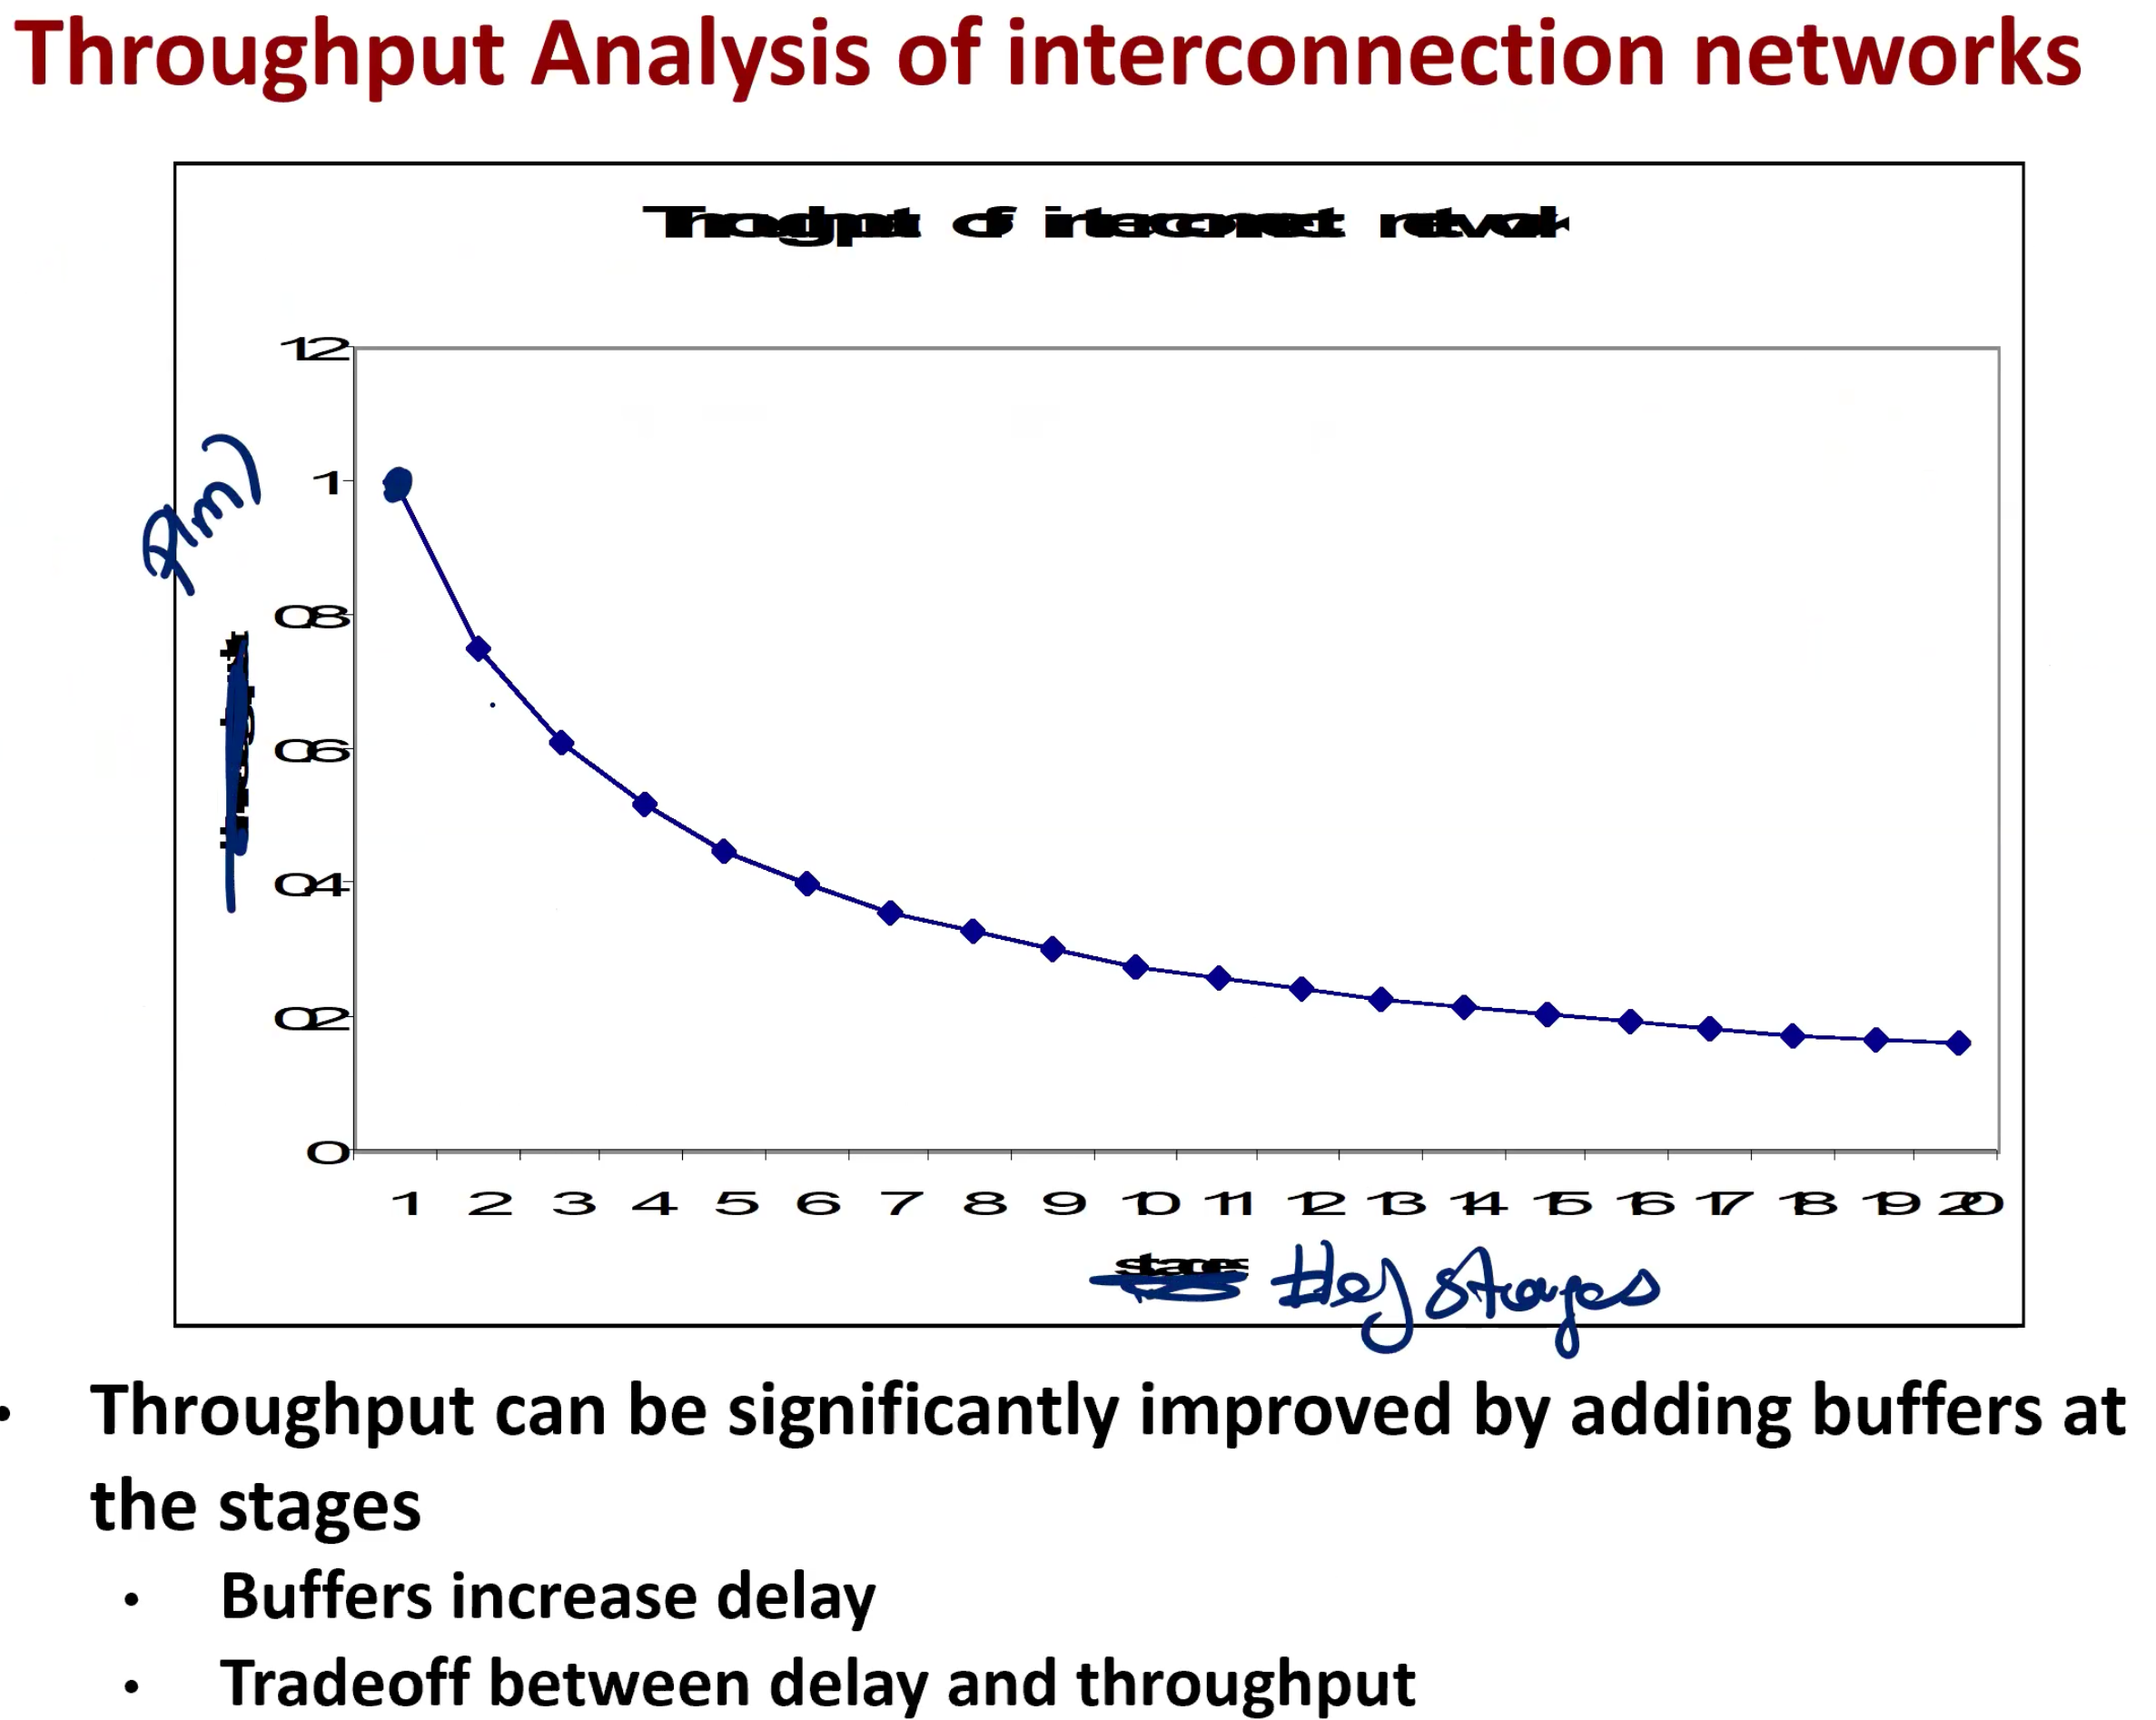 Throughput Analysis of interconnection networks
Throughput of interconnect network
1.2
1
P(m)
0.8
0.6
0.4
0.2
0
1 2 3 4 5 6 7 8 9 10 11 12 13 14 15 16 17 18 19 20
stages # of stages
• Throughput can be significantly improved by adding buffers at
the stages
• Buffers increase delay
• Tradeoff between delay and throughput